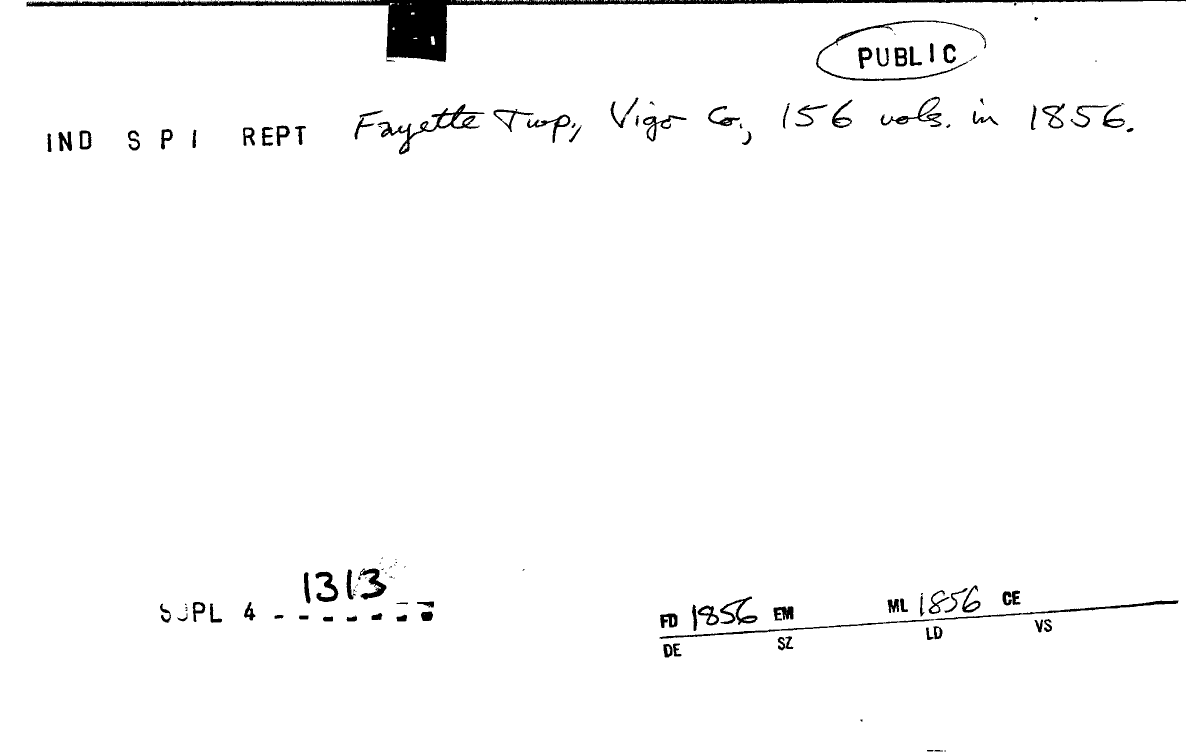 PUBLIC
IND S P I REPT Fayette Twp, Vigo Co., 156 vols. in 1856.
1313
SUPL 4 - - - - - - -
FD 1856 EM ML 1856 CE
DE SZ LD VS